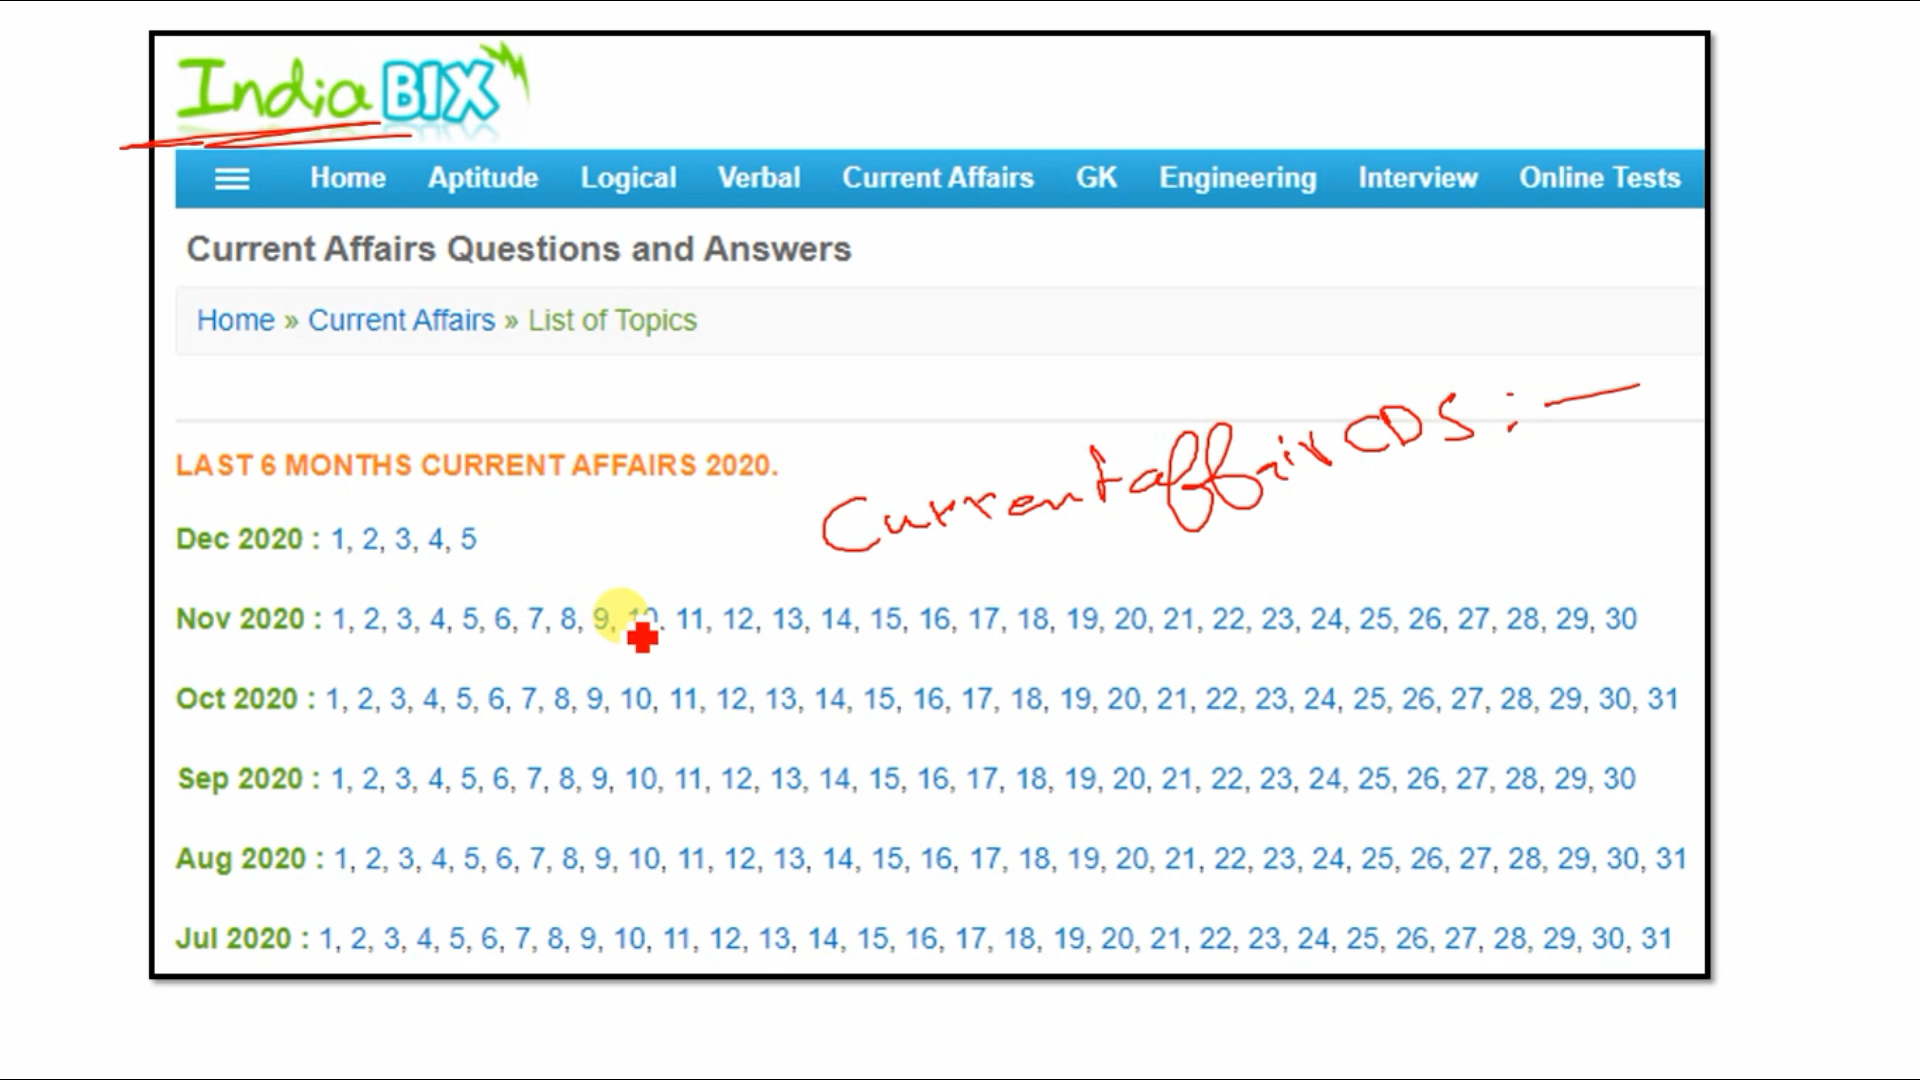 India BIX
Home Aptitude Logical Verbal Current Affairs GK Engineering Interview Online Tests
Current Affairs Questions and Answers
Home » Current Affairs » List of Topics
LAST 6 MONTHS CURRENT AFFAIRS 2020.
Current affair CDS : —
Dec 2020 : 1, 2, 3, 4, 5
Nov 2020 : 1, 2, 3, 4, 5, 6, 7, 8, 9, 10, 11, 12, 13, 14, 15, 16, 17, 18, 19, 20, 21, 22, 23, 24, 25, 26, 27, 28, 29, 30
Oct 2020 : 1, 2, 3, 4, 5, 6, 7, 8, 9, 10, 11, 12, 13, 14, 15, 16, 17, 18, 19, 20, 21, 22, 23, 24, 25, 26, 27, 28, 29, 30, 31
Sep 2020 : 1, 2, 3, 4, 5, 6, 7, 8, 9, 10, 11, 12, 13, 14, 15, 16, 17, 18, 19, 20, 21, 22, 23, 24, 25, 26, 27, 28, 29, 30
Aug 2020 : 1, 2, 3, 4, 5, 6, 7, 8, 9, 10, 11, 12, 13, 14, 15, 16, 17, 18, 19, 20, 21, 22, 23, 24, 25, 26, 27, 28, 29, 30, 31
Jul 2020 : 1, 2, 3, 4, 5, 6, 7, 8, 9, 10, 11, 12, 13, 14, 15, 16, 17, 18, 19, 20, 21, 22, 23, 24, 25, 26, 27, 28, 29, 30, 31